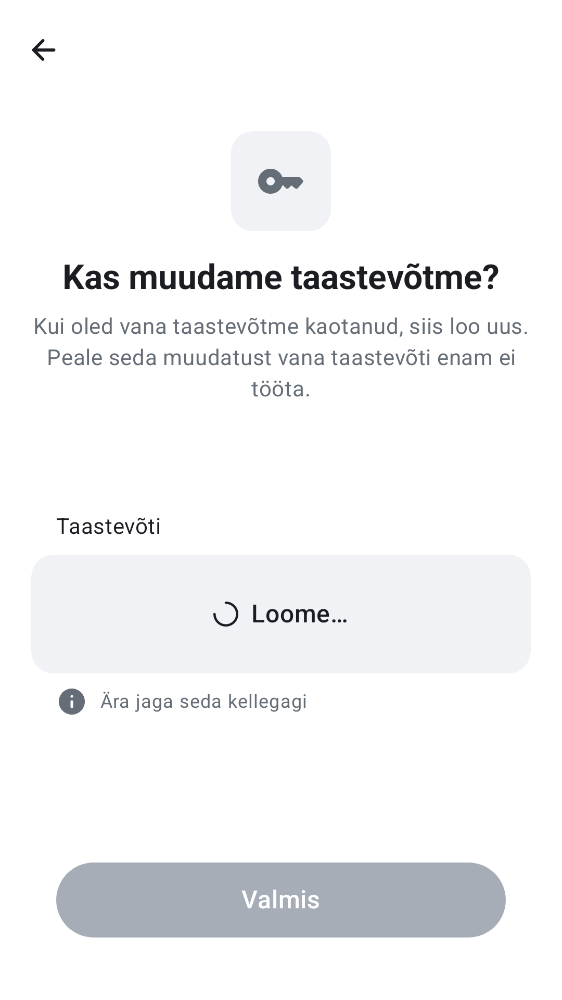 Kas muudame taastevõtme?
Kui oled vana taastevõtme kaotanud, siis loo uus.
Peale seda muudatust vana taastevõti enam ei
tööta.
Taastevõti
Loome…
Ära jaga seda kellegagi
Valmis